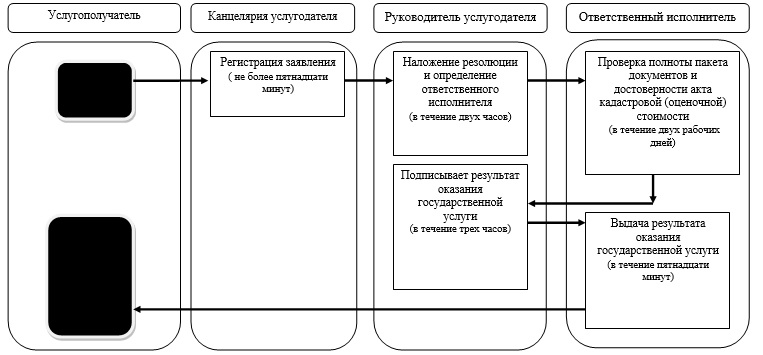 Услугополучатель
Канцелярия услугодателя
Руководитель услугодателя
Ответственный исполнитель
Регистрация заявления
( не более пятнадцати
минут)
Наложение резолюции
и определение
ответственного
исполнителя
(в течение двух часов)
Проверка полноты пакета
документов и
достоверности акта
кадастровой (оценочной)
стоимости
(в течение двух рабочих
дней)
Подписывает результат
оказания
государственной
услуги
(в течение трех часов)
Выдача результата
оказания
государственной услуги
(в течение пятнадцати
минут)